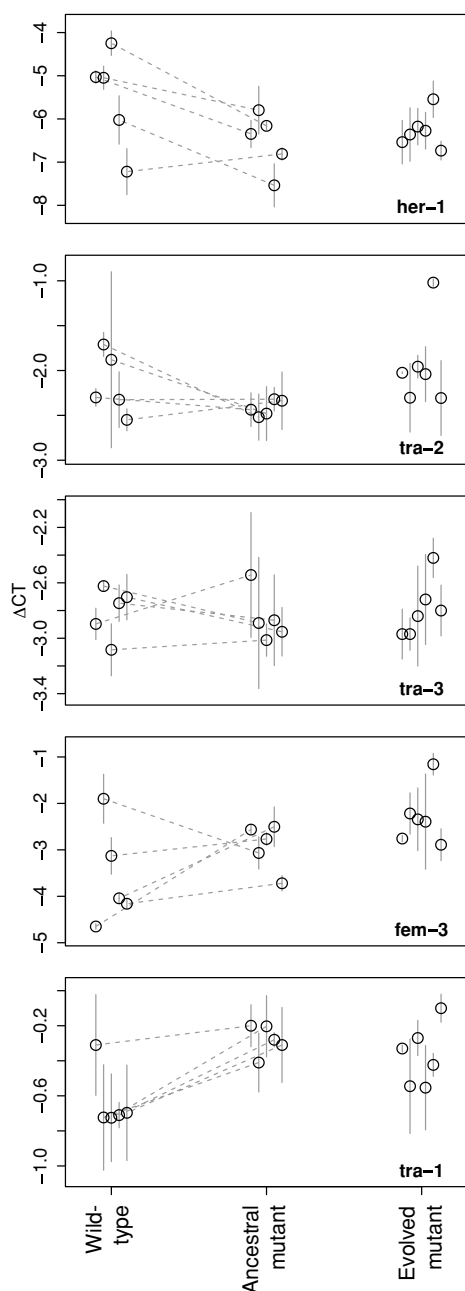 −4
−5
−6
−7
−8
her−1
−1.0
−2.0
−3.0
tra−2
−2.2
−2.6
−3.0
−3.4
tra−3
ΔCT
−1
−2
−3
−4
−5
fem−3
−0.2
−0.6
−1.0
tra−1
Wild-
type
Ancestral
mutant
Evolved
mutant